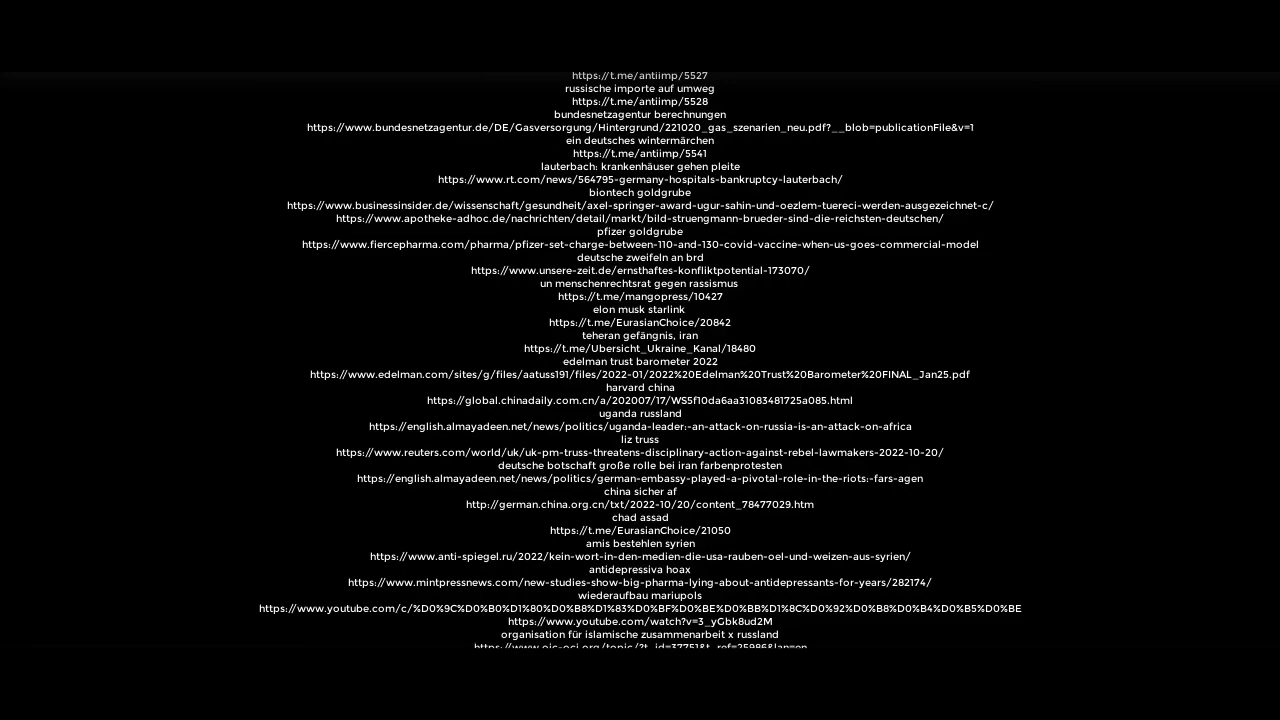 https://t.me/antiimp/5527
russische importe auf umweg
https://t.me/antiimp/5528
bundesnetzagentur berechnungen
https://www.bundesnetzagentur.de/DE/Gasversorgung/Hintergrund/221020_gas_szenarien_neu.pdf?__blob=publicationFile&v=1
ein deutsches wintermärchen
https://t.me/antiimp/5541
lauterbach: krankenhäuser gehen pleite
https://www.rt.com/news/564795-germany-hospitals-bankruptcy-lauterbach/
biontech goldgrube
https://www.businessinsider.de/wissenschaft/gesundheit/axel-springer-award-ugur-sahin-und-oezlem-tuereci-werden-ausgezeichnet-c/
https://www.apotheke-adhoc.de/nachrichten/detail/markt/bild-struengmann-brueder-sind-die-reichsten-deutschen/
pfizer goldgrube
https://www.fiercepharma.com/pharma/pfizer-set-charge-between-110-and-130-covid-vaccine-when-us-goes-commercial-model
deutsche zweifeln an brd
https://www.unsere-zeit.de/ernsthaftes-konfliktpotential-173070/
un menschenrechtsrat gegen rassismus
https://t.me/mangopress/10427
elon musk starlink
https://t.me/EurasianChoice/20842
teheran gefängnis, iran
https://t.me/Ubersicht_Ukraine_Kanal/18480
edelman trust barometer 2022
https://www.edelman.com/sites/g/files/aatuss191/files/2022-01/2022%20Edelman%20Trust%20Barometer%20FINAL_Jan25.pdf
harvard china
https://global.chinadaily.com.cn/a/202007/17/WS5f10da6aa31083481725a085.html
uganda russland
https://english.almayadeen.net/news/politics/uganda-leader:-an-attack-on-russia-is-an-attack-on-africa
liz truss
https://www.reuters.com/world/uk/uk-pm-truss-threatens-disciplinary-action-against-rebel-lawmakers-2022-10-20/
deutsche botschaft große rolle bei iran farbenprotesten
https://english.almayadeen.net/news/politics/german-embassy-played-a-pivotal-role-in-the-riots:-fars-agen
china sicher af
http://german.china.org.cn/txt/2022-10/20/content_78477029.htm
chad assad
https://t.me/EurasianChoice/21050
amis bestehlen syrien
https://www.anti-spiegel.ru/2022/kein-wort-in-den-medien-die-usa-rauben-oel-und-weizen-aus-syrien/
antidepressiva hoax
https://www.mintpressnews.com/new-studies-show-big-pharma-lying-about-antidepressants-for-years/282174/
wiederaufbau mariupols
https://www.youtube.com/c/%D0%9C%D0%B0%D1%80%D0%B8%D1%83%D0%BF%D0%BE%D0%BB%D1%8C%D0%92%D0%B8%D0%B4%D0%B5%D0%BE
https://www.youtube.com/watch?v=3_yGbk8ud2M
organisation für islamische zusammenarbeit x russland
https://www.oic-oci.org/topic/?t_id=37751&t_ref=25986&lan=en